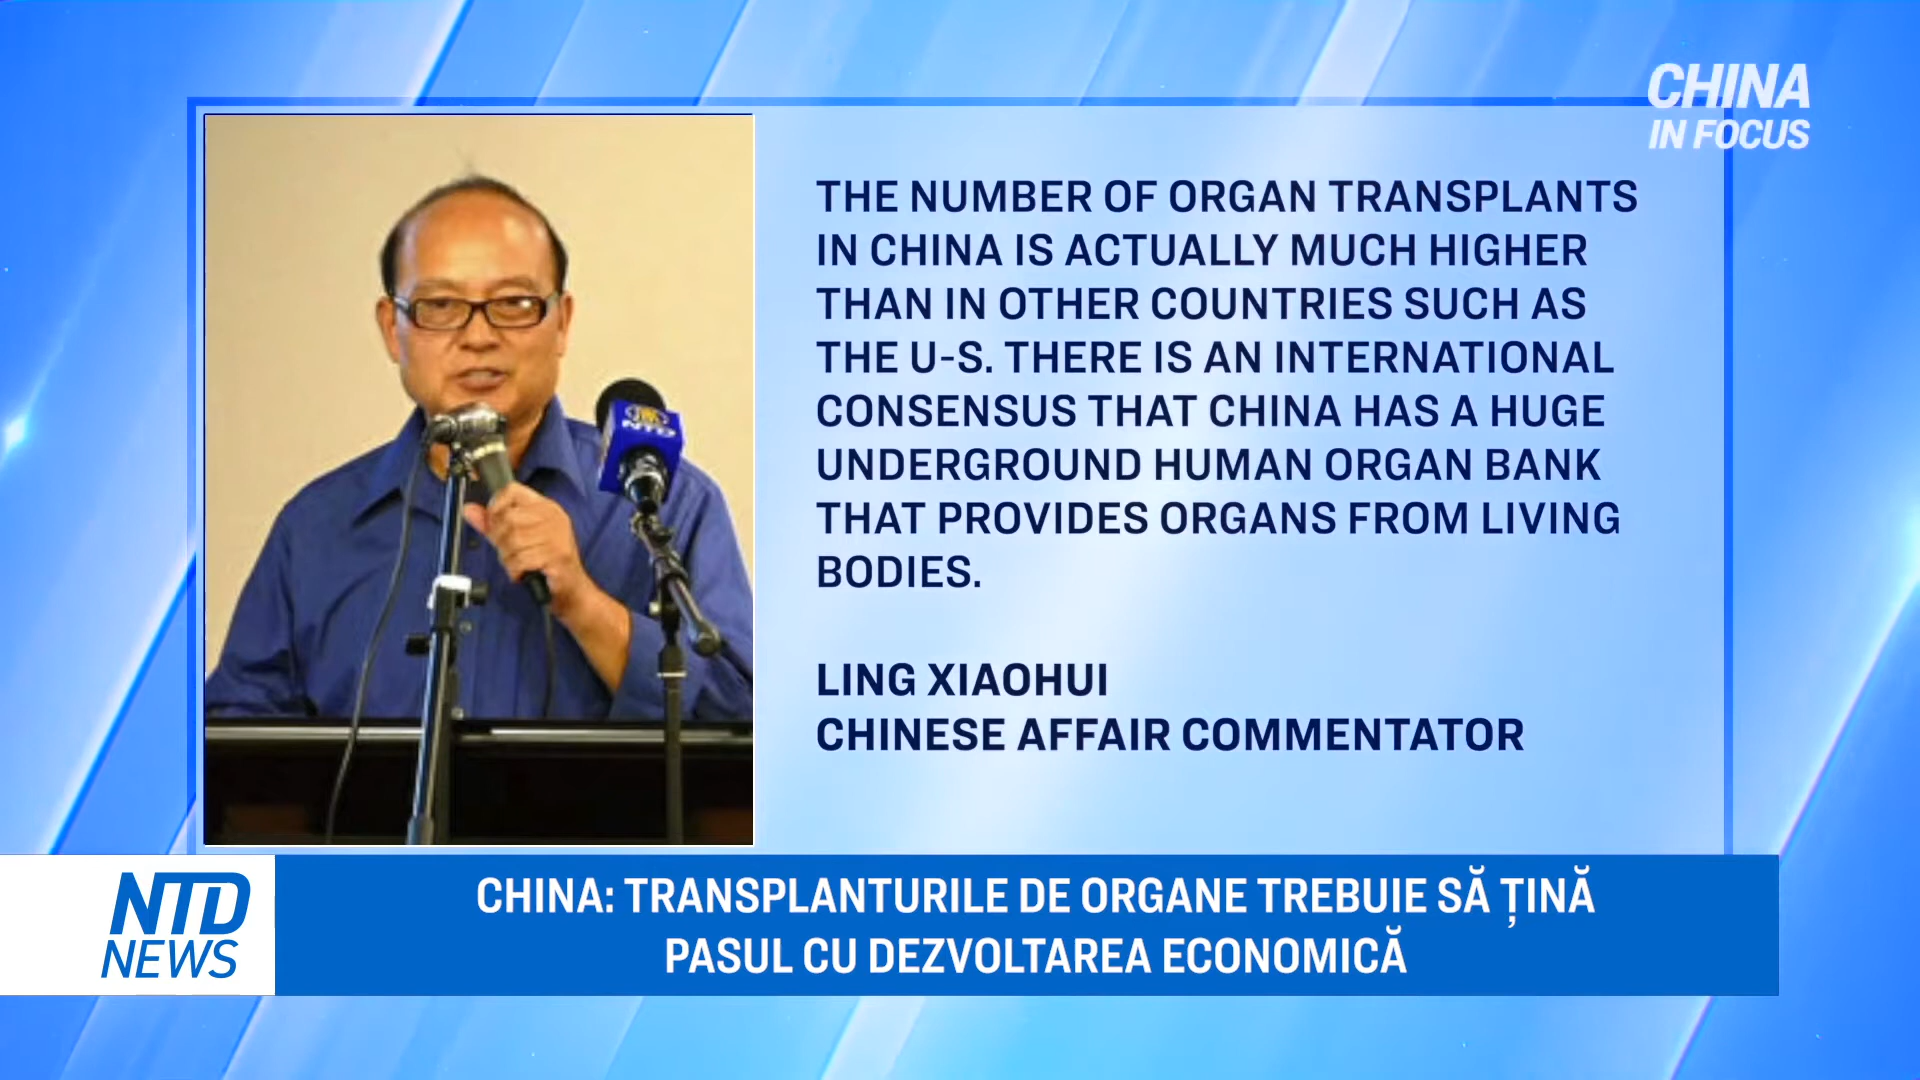 CHINA
IN FOCUS
THE NUMBER OF ORGAN TRANSPLANTS
IN CHINA IS ACTUALLY MUCH HIGHER
THAN IN OTHER COUNTRIES SUCH AS
THE U-S. THERE IS AN INTERNATIONAL
CONSENSUS THAT CHINA HAS A HUGE
UNDERGROUND HUMAN ORGAN BANK
THAT PROVIDES ORGANS FROM LIVING
BODIES.
LING XIAOHUI
CHINESE AFFAIR COMMENTATOR
NTD
NTD
NEWS
CHINA: TRANSPLANTURILE DE ORGANE TREBUIE SĂ ȚINĂ
PASUL CU DEZVOLTAREA ECONOMICĂ